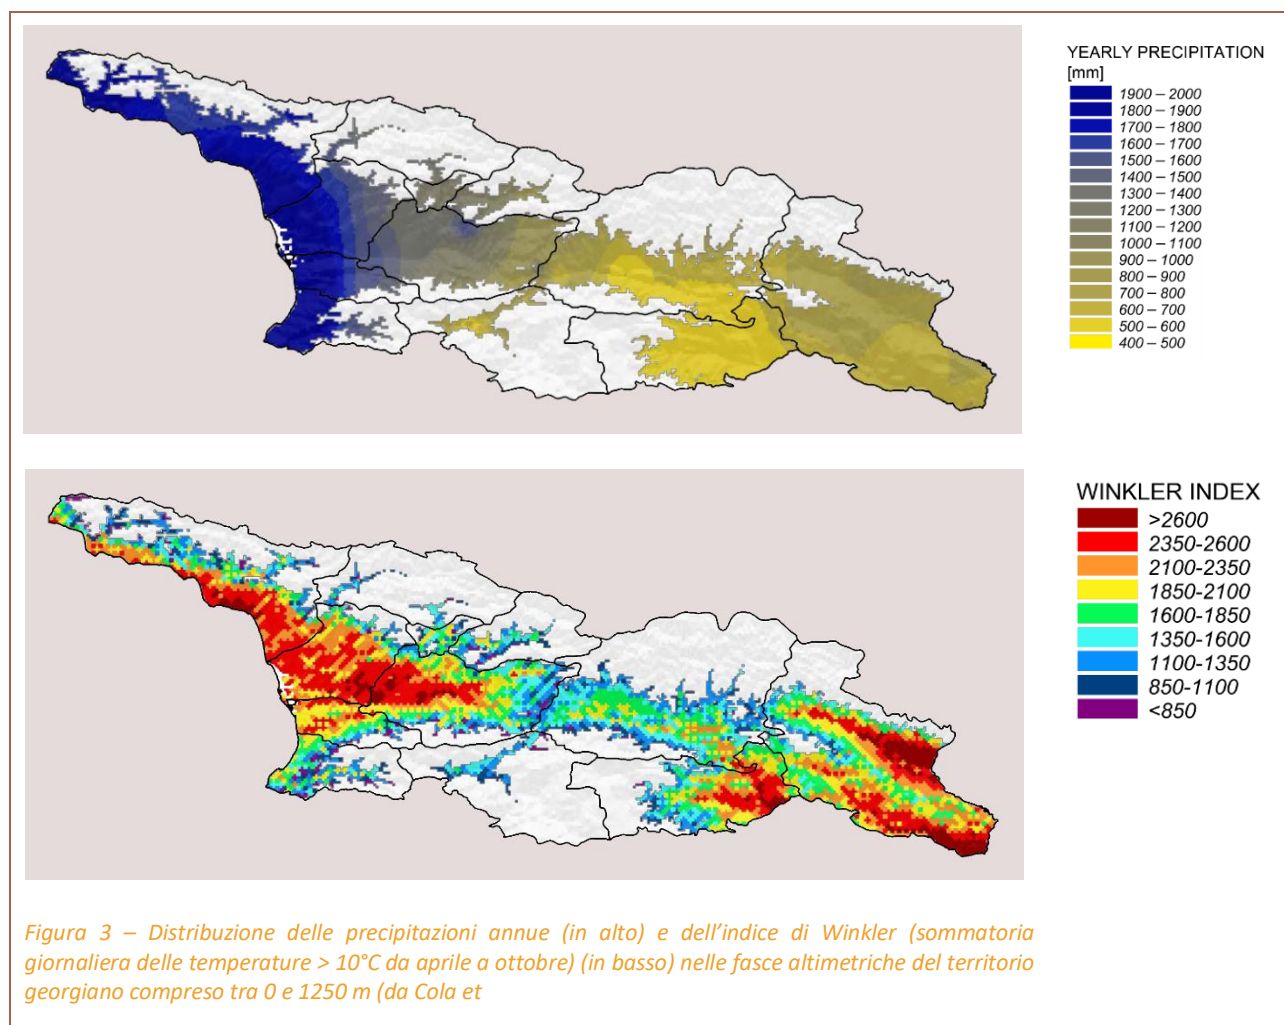 YEARLY PRECIPITATION
[mm]
1900 – 2000
1800 – 1900
1700 – 1800
1600 – 1700
1500 – 1600
1400 – 1500
1300 – 1400
1200 – 1300
1100 – 1200
1000 – 1100
900 – 1000
800 – 900
700 – 800
600 – 700
500 – 600
400 – 500
WINKLER INDEX
>2600
2350-2600
2100-2350
1850-2100
1600-1850
1350-1600
1100-1350
850-1100
<850
Figura 3 – Distribuzione delle precipitazioni annue (in alto) e dell’indice di Winkler (sommatoria
giornaliera delle temperature > 10°C da aprile a ottobre) (in basso) nelle fasce altimetriche del territorio
georgiano compreso tra 0 e 1250 m (da Cola et